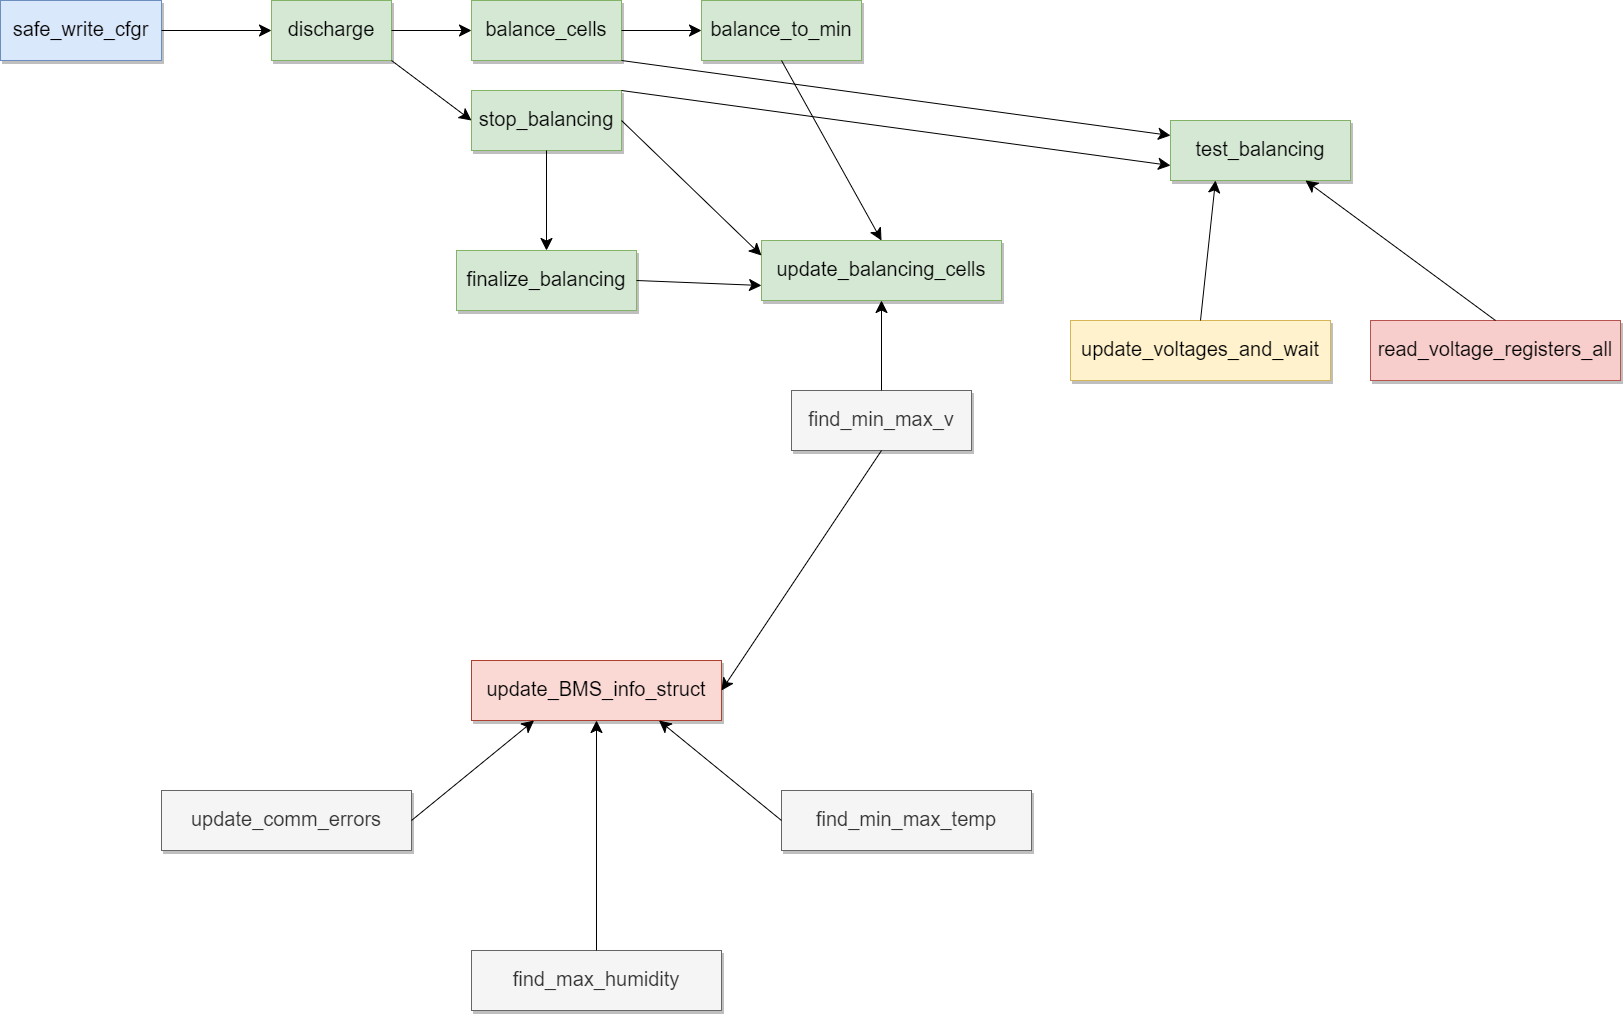 safe_write_cfgr
discharge
balance_cells
balance_to_min
stop_balancing
test_balancing
finalize_balancing
update_balancing_cells
update_voltages_and_wait
read_voltage_registers_all
find_min_max_v
update_BMS_info_struct
update_comm_errors
find_min_max_temp
find_max_humidity